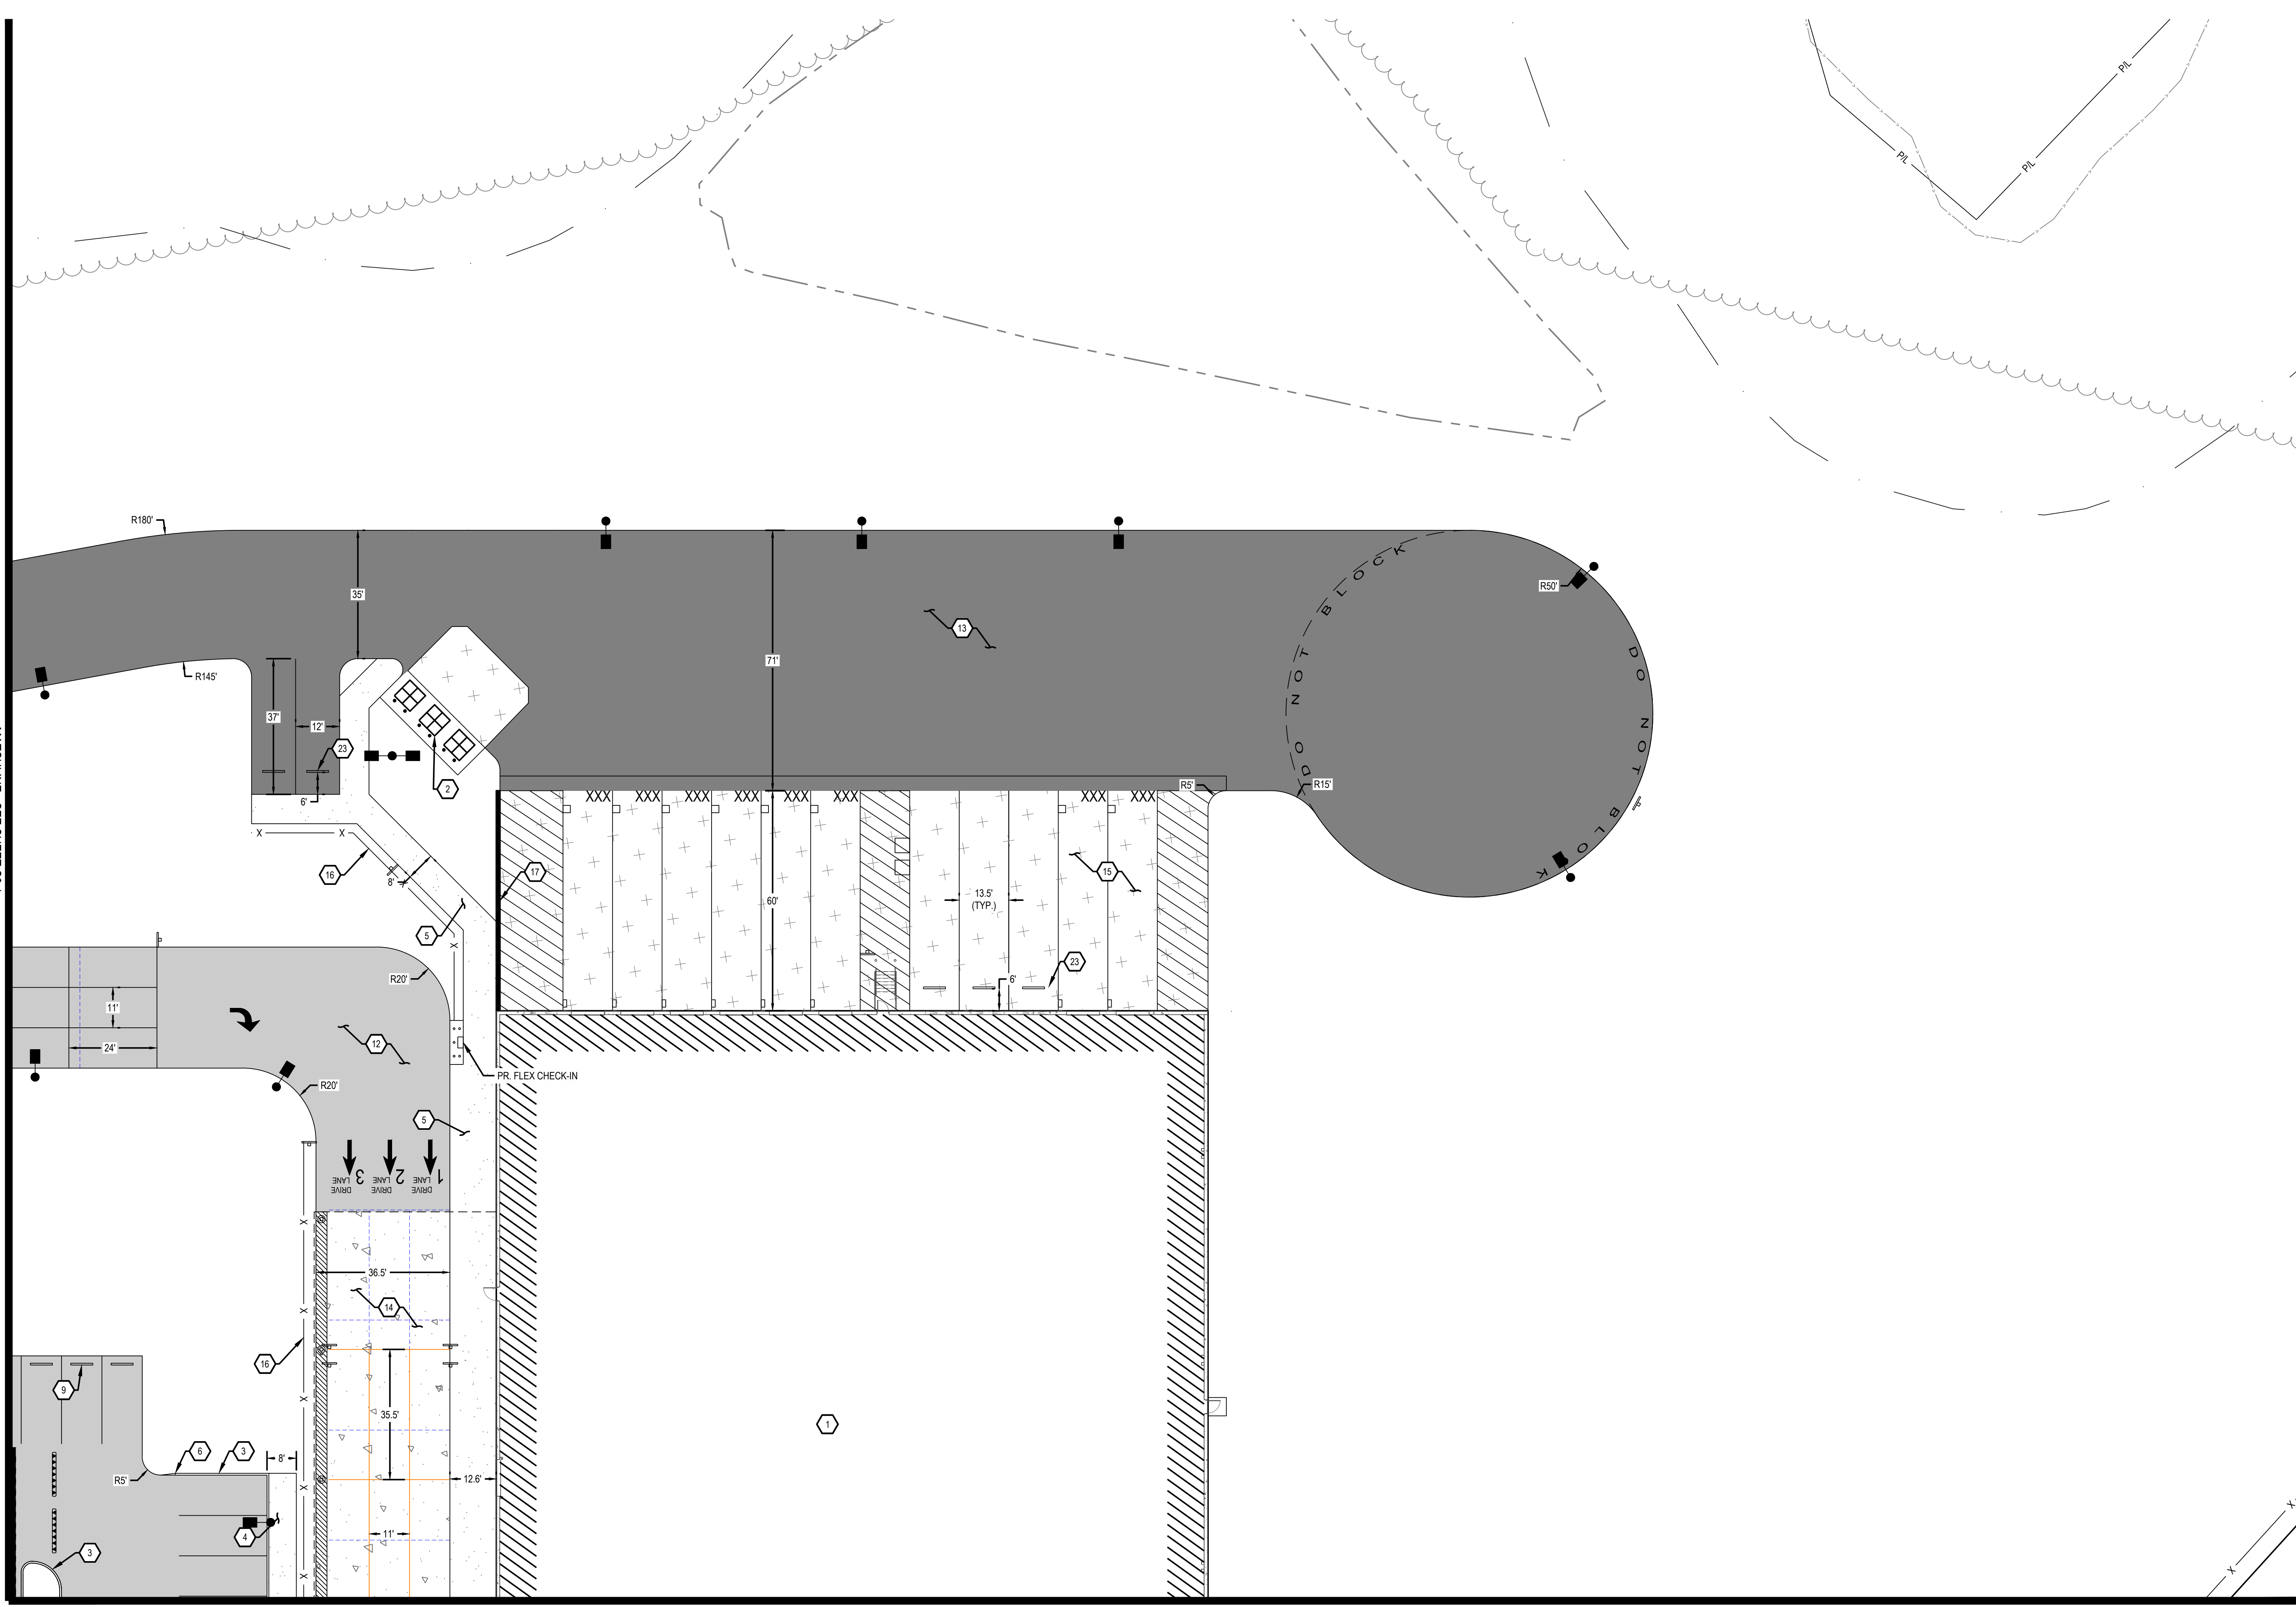 P/L
P/L
P/L
R180'
35'
R50'
DO NOT BLOCK
DO NOT BLOCK
13
71'
R145'
37'
12'
23
2
6'
R5'
R15'
XXX
XXX
XXX
XXX
XXX
XXX
XXX
XXX
X
X
16
8'
17
15
13.5'
(TYP.)
60'
5
X
23
6'
R20'
11'
12
24'
PR. FLEX CHECK-IN
R20'
5
3
2
1
DRIVE
LANE
DRIVE
LANE
DRIVE
LANE
X
36.5'
14
X
16
9
X
35.5'
1
6
3
8'
R5'
12.6'
X
4
11'
3
X
X
X